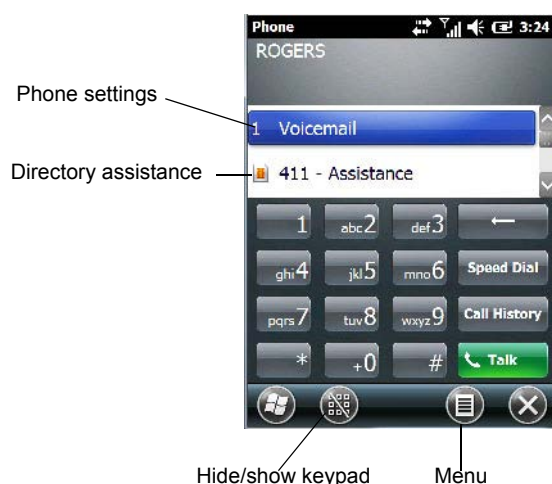 Phone 3:24
ROGERS
Phone settings
1 Voicemail
Directory assistance
411 - Assistance
1 abc2 def3
ghi4 jkl5 mno6 Speed Dial
pqrs7 tuv8 wxyz9 Call History
* +0 # Talk
Hide/show keypad Menu